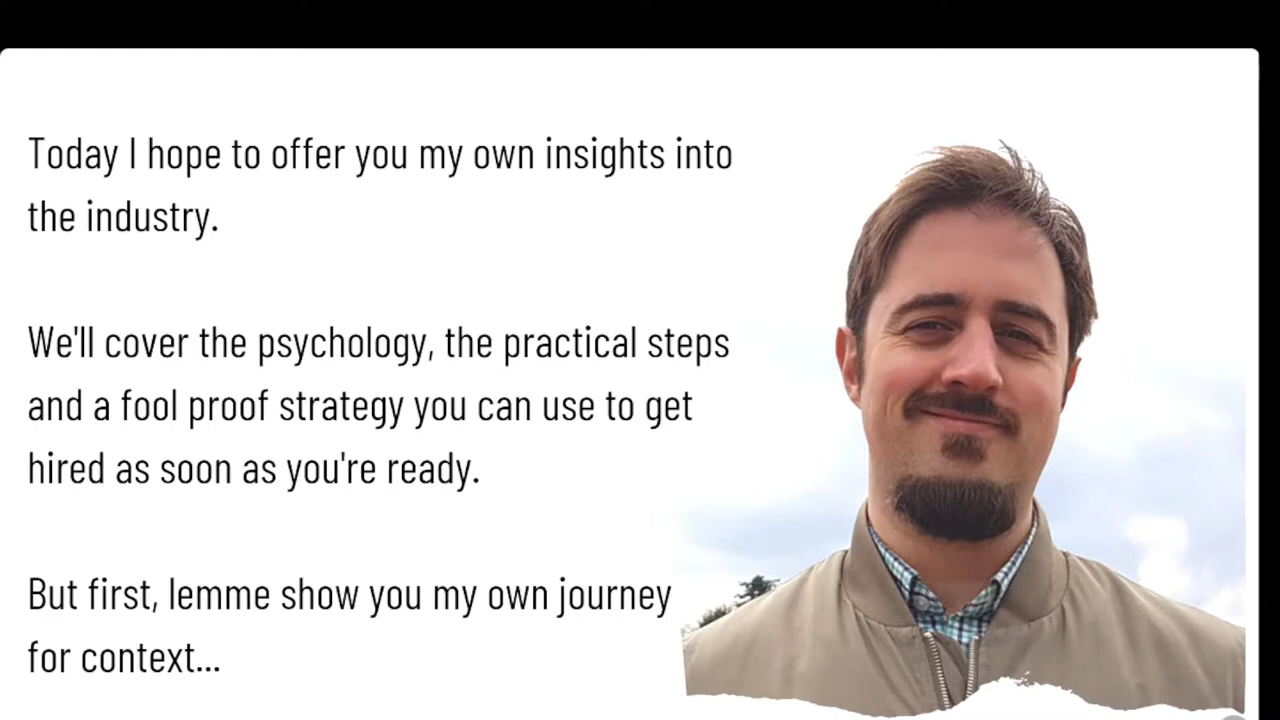 Today I hope to offer you my own insights into
the industry.
We'll cover the psychology, the practical steps
and a fool proof strategy you can use to get
hired as soon as you're ready.
But first, lemme show you my own journey
for context...